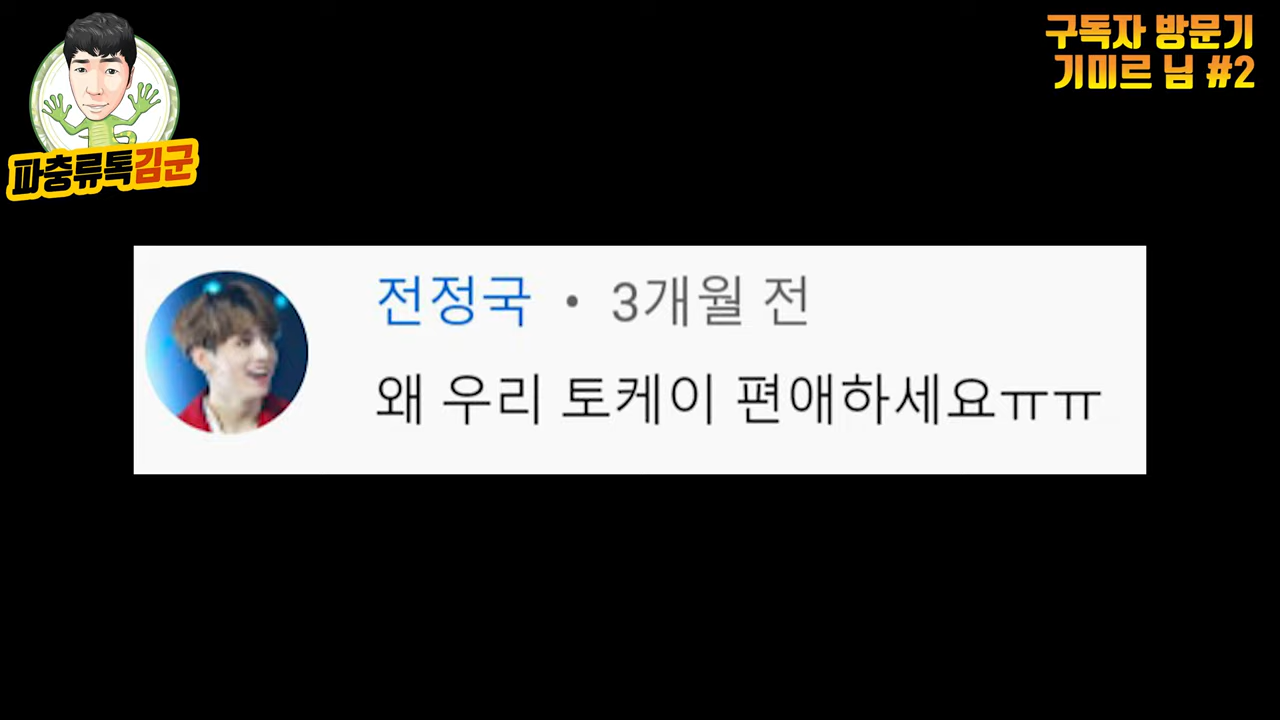 파충류톡김군
구독자 방문기
기미르 님 #2
전정국 • 3개월 전
왜 우리 토케이 편애하세요ㅠㅠ